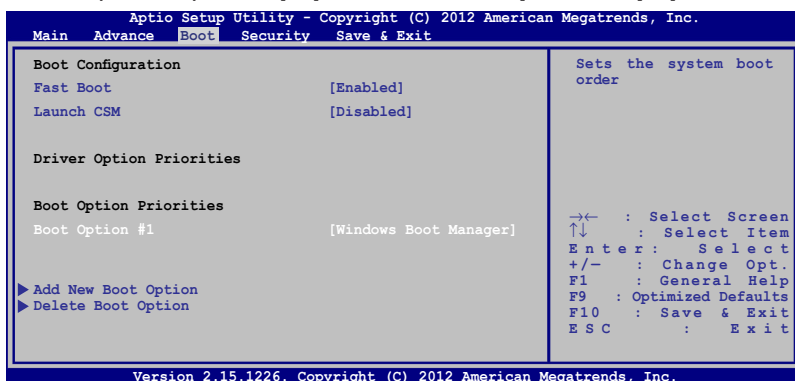 Aptio Setup Utility - Copyright (C) 2012 American Megatrends, Inc.
Main Advance Boot Security Save & Exit
Boot Configuration
Fast Boot [Enabled]
Launch CSM [Disabled]
Driver Option Priorities
Boot Option Priorities
Boot Option #1 [Windows Boot Manager]
Add New Boot Option
Delete Boot Option
Sets the system boot
order
→← : Select Screen
↑↓ : Select Item
Enter: Select
+/— : Change Opt.
F1 : General Help
F9 : Optimized Defaults
F10 : Save & Exit
ESC : Exit
Version 2.15.1226. Copyright (C) 2012 American Megatrends, Inc.